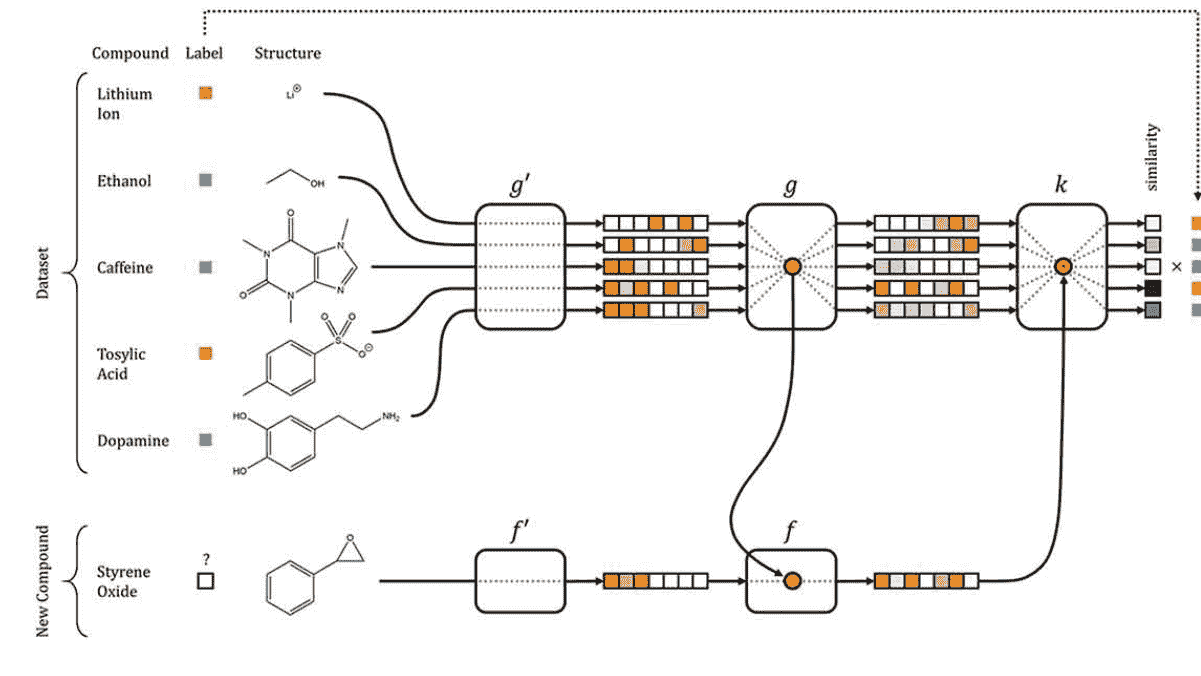 Compound Label Structure
Lithium
Ion
Li⊕
Ethanol
OH
Caffeine
O
N
N
O
N
N
Tosylic
Acid
O
O
S
O⊖
Dopamine
HO
NH2
HO
Dataset
g′
g
k
similarity
×
New Compound
Styrene
Oxide
?
O
f′
f